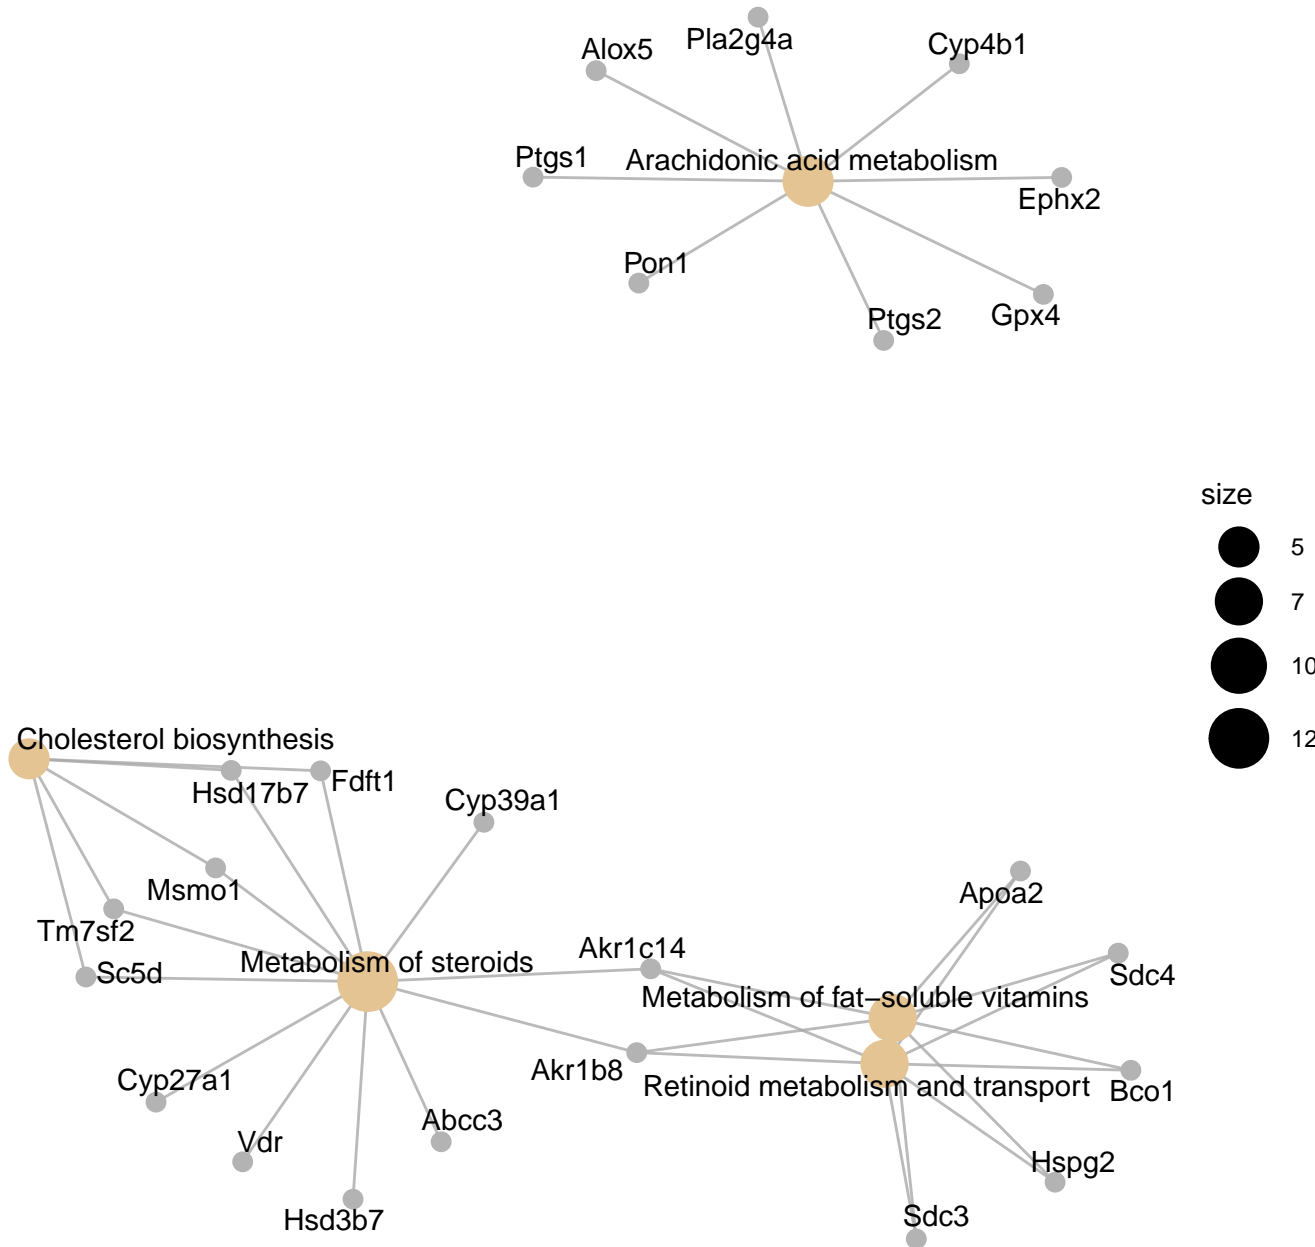 Pla2g4a
Cyp4b1
Alox5
Ptgs1
Arachidonic acid metabolism
Ephx2
Pon1
Gpx4
Ptgs2
size
5
7
10
12
Cholesterol biosynthesis
Hsd17b7
Fdft1
Cyp39a1
Msmo1
Apoa2
Tm7sf2
Akr1c14
Metabolism of steroids
Sc5d
Sdc4
Metabolism of fat−soluble vitamins
Akr1b8
Cyp27a1
Retinoid metabolism and transport
Bco1
Abcc3
Vdr
Hspg2
Hsd3b7
Sdc3